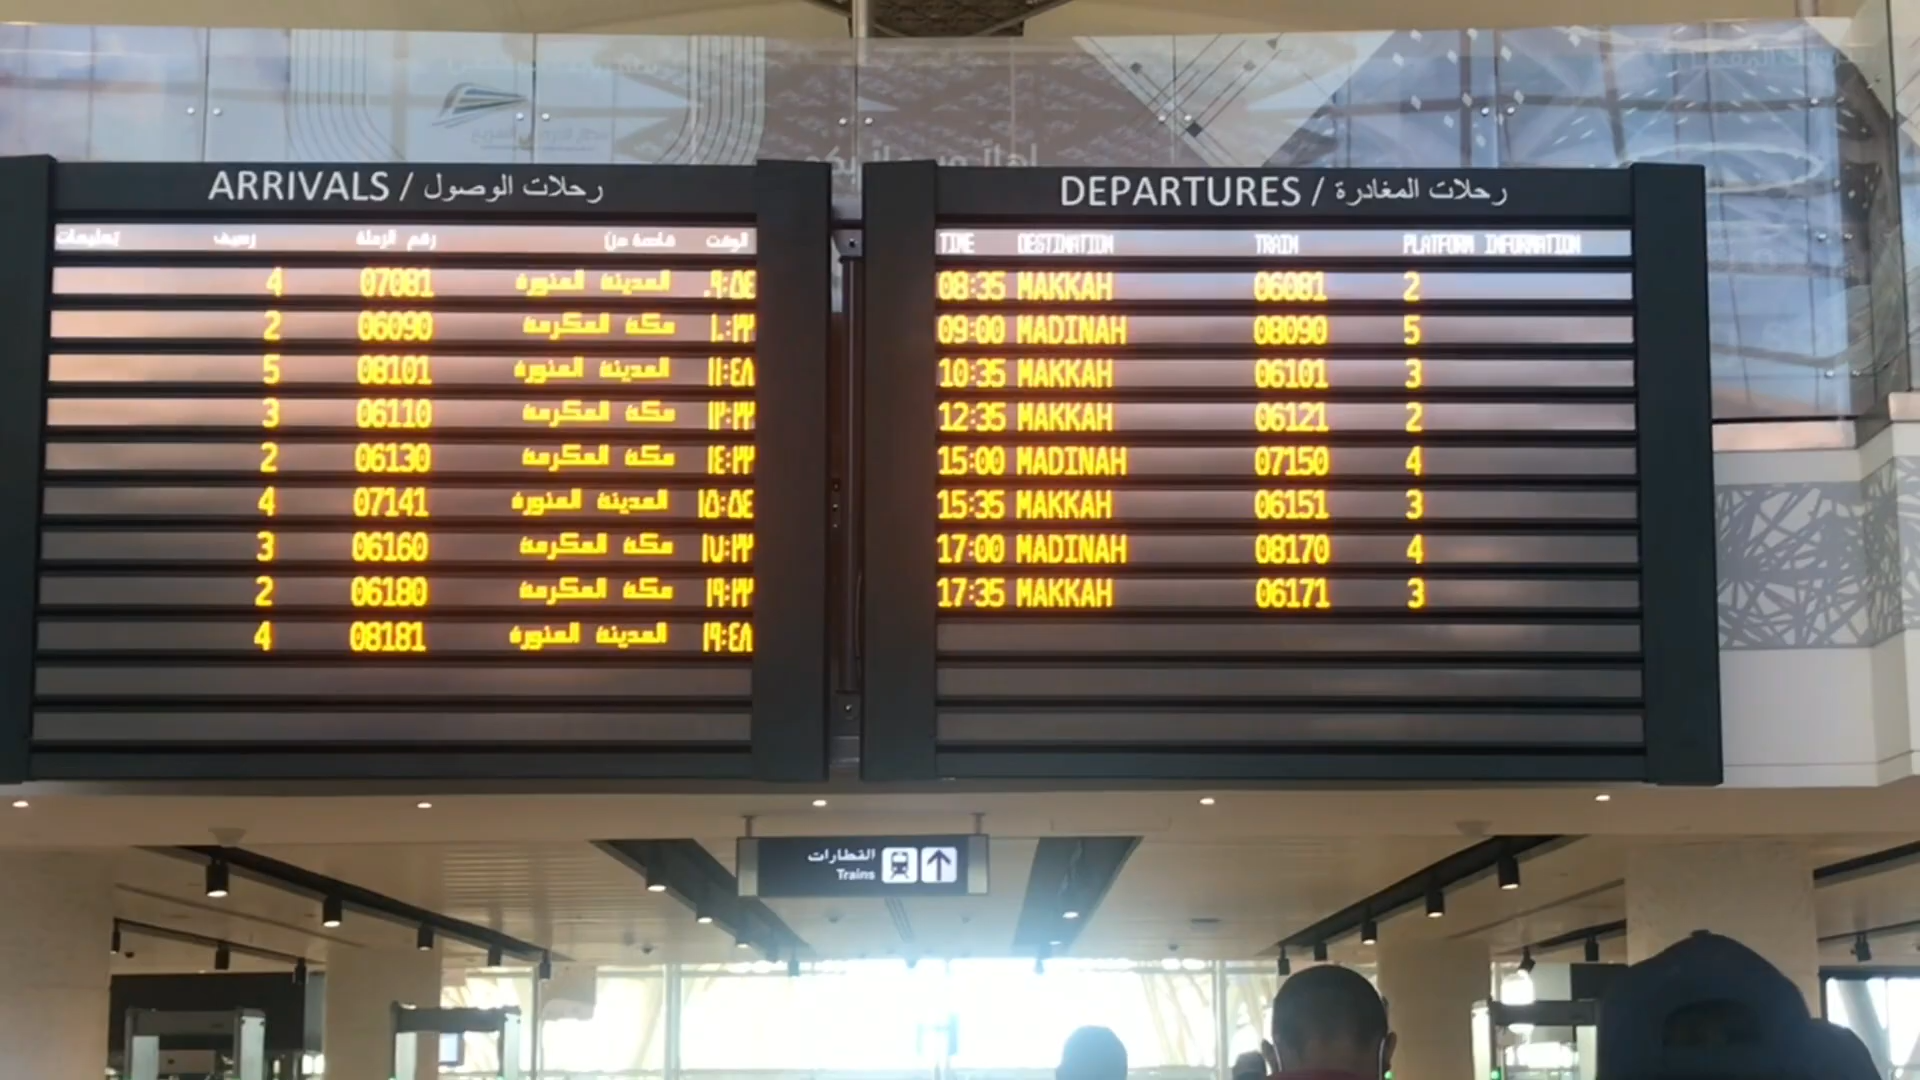 أهلاً وسهلاً بكم
ARRIVALS / رحلات الوصول
الوقت قادمة من رقم الرحلة رصيف تعليمات
٠٩:٥٤ المدينة المنورة 07081 4
١٠:٢٢ مكة المكرمة 06090 2
١١:٤٨ المدينة المنورة 08101 5
١٢:٢٢ مكة المكرمة 06110 3
١٤:٢٢ مكة المكرمة 06130 2
١٥:٥٤ المدينة المنورة 07141 4
١٧:٢٢ مكة المكرمة 06160 3
١٩:٢٢ مكة المكرمة 06180 2
١٩:٤٨ المدينة المنورة 08181 4
DEPARTURES / رحلات المغادرة
TIME DESTINATION TRAIN PLATFORM INFORMATION
08:35 MAKKAH 06081 2
09:00 MADINAH 08090 5
10:35 MAKKAH 06101 3
12:35 MAKKAH 06121 2
15:00 MADINAH 07150 4
15:35 MAKKAH 06151 3
17:00 MADINAH 08170 4
17:35 MAKKAH 06171 3
القطارات
Trains